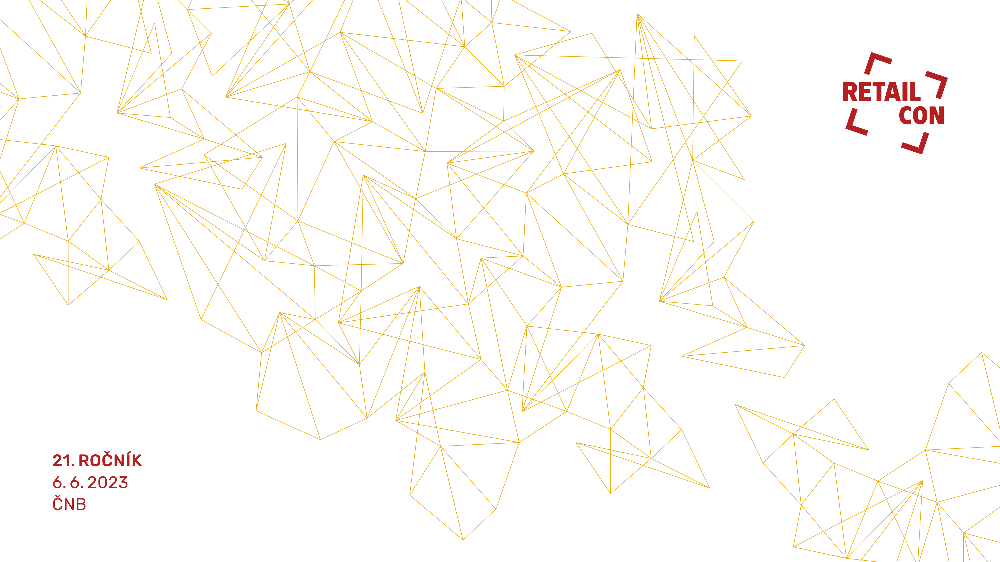 RETAIL
CON
21. ROČNÍK
6. 6. 2023
ČNB